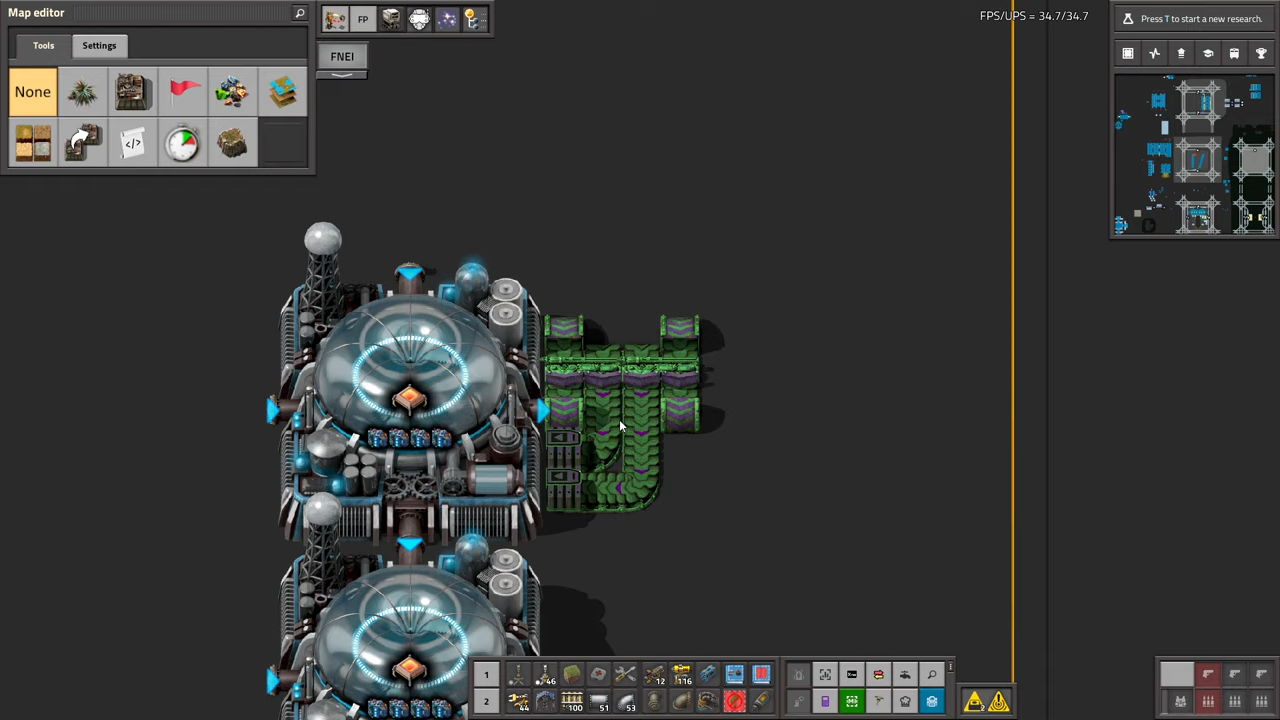 Map editor
FP
FPS/UPS = 34.7/34.7
Press T to start a new research.
Tools
Settings
FNEI
None
</>
1
46
12
116
2
44
100
51
53
2